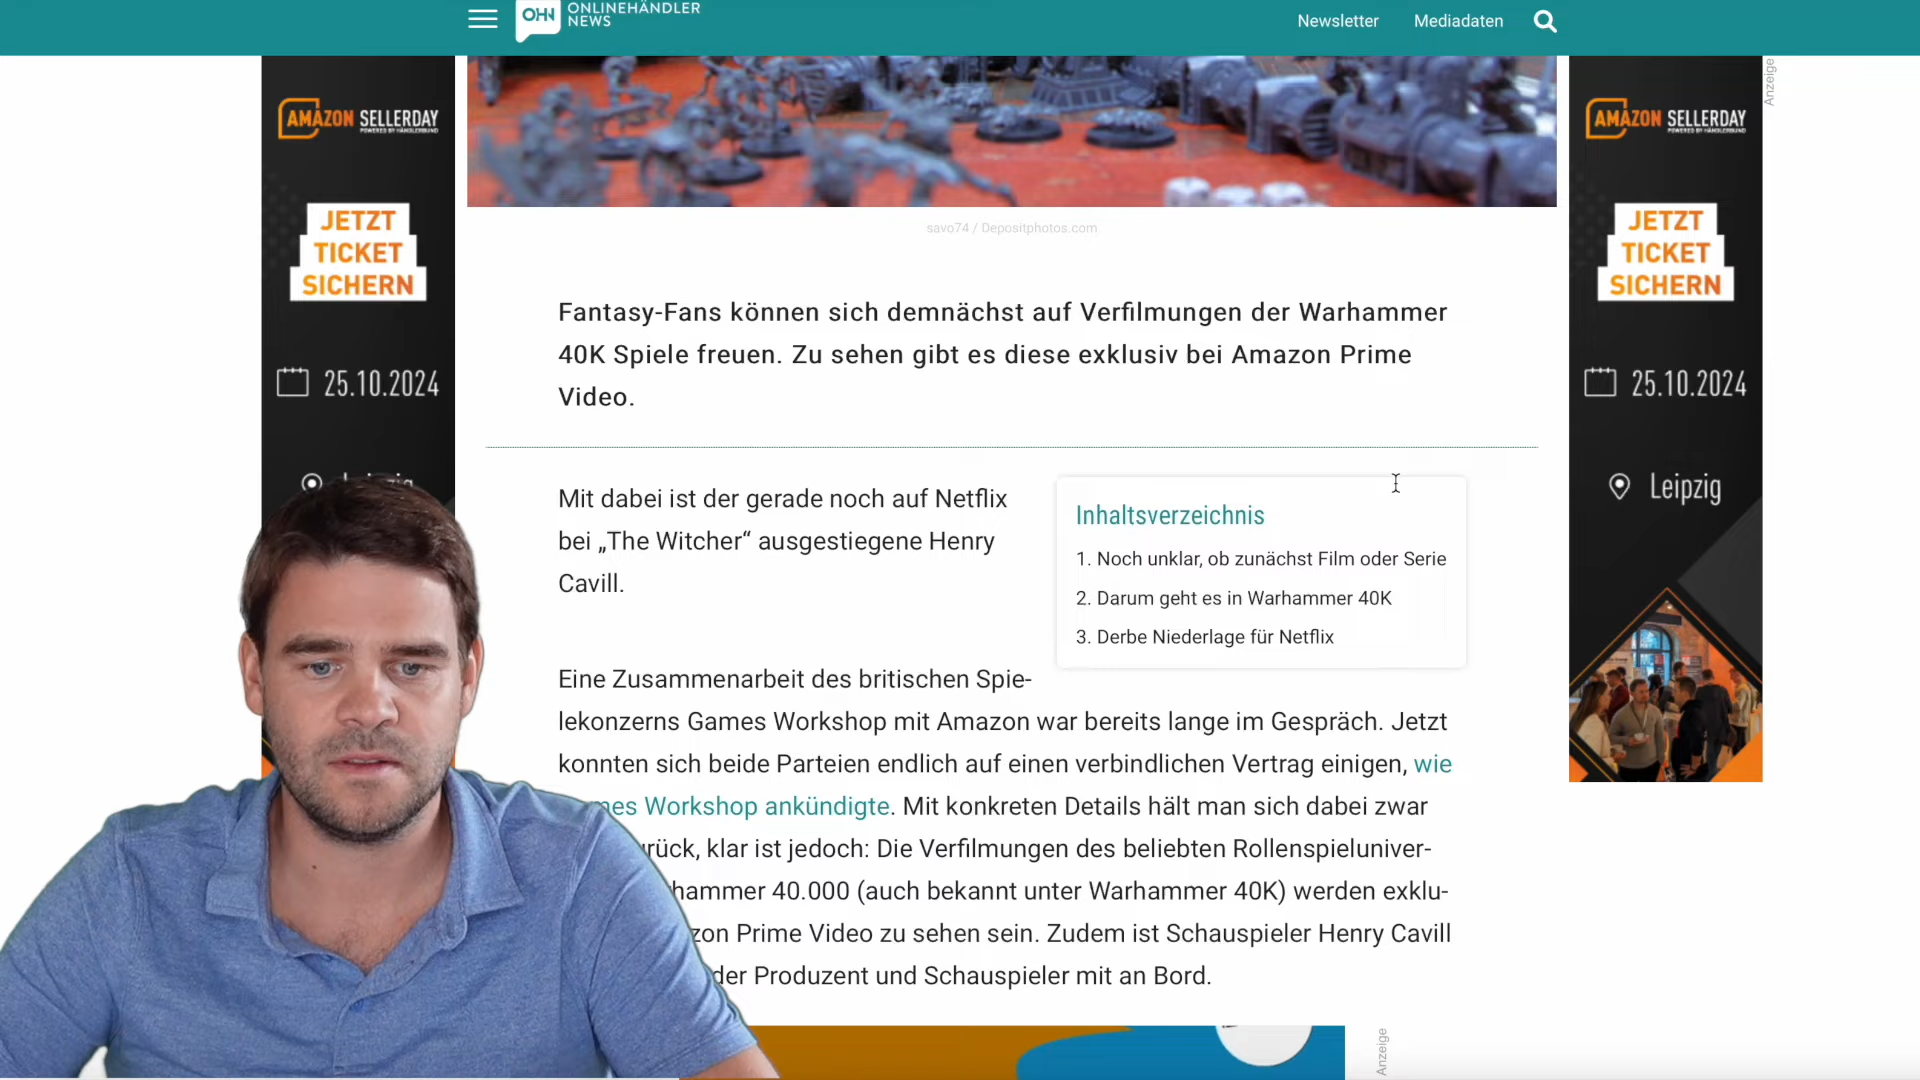 OHN
ONLINEHÄNDLER
NEWS
Newsletter
Mediadaten
Anzeige
AMAZON SELLERDAY
POWERED BY HÄNDLERBUND
JETZT
TICKET
SICHERN
25.10.2024
AMAZON SELLERDAY
POWERED BY HÄNDLERBUND
JETZT
TICKET
SICHERN
25.10.2024
Leipzig
savo74 / Depositphotos.com
Fantasy-Fans können sich demnächst auf Verfilmungen der Warhammer
40K Spiele freuen. Zu sehen gibt es diese exklusiv bei Amazon Prime
Video.
Mit dabei ist der gerade noch auf Netflix
bei „The Witcher“ ausgestiegene Henry
Cavill.
Inhaltsverzeichnis
1. Noch unklar, ob zunächst Film oder Serie
2. Darum geht es in Warhammer 40K
3. Derbe Niederlage für Netflix
Eine Zusammenarbeit des britischen Spie-
lekonzerns Games Workshop mit Amazon war bereits lange im Gespräch. Jetzt
konnten sich beide Parteien endlich auf einen verbindlichen Vertrag einigen, wie
mes Workshop ankündigte. Mit konkreten Details hält man sich dabei zwar
rück, klar ist jedoch: Die Verfilmungen des beliebten Rollenspieluniver-
hammer 40.000 (auch bekannt unter Warhammer 40K) werden exklu-
zon Prime Video zu sehen sein. Zudem ist Schauspieler Henry Cavill
der Produzent und Schauspieler mit an Bord.
Anzeige